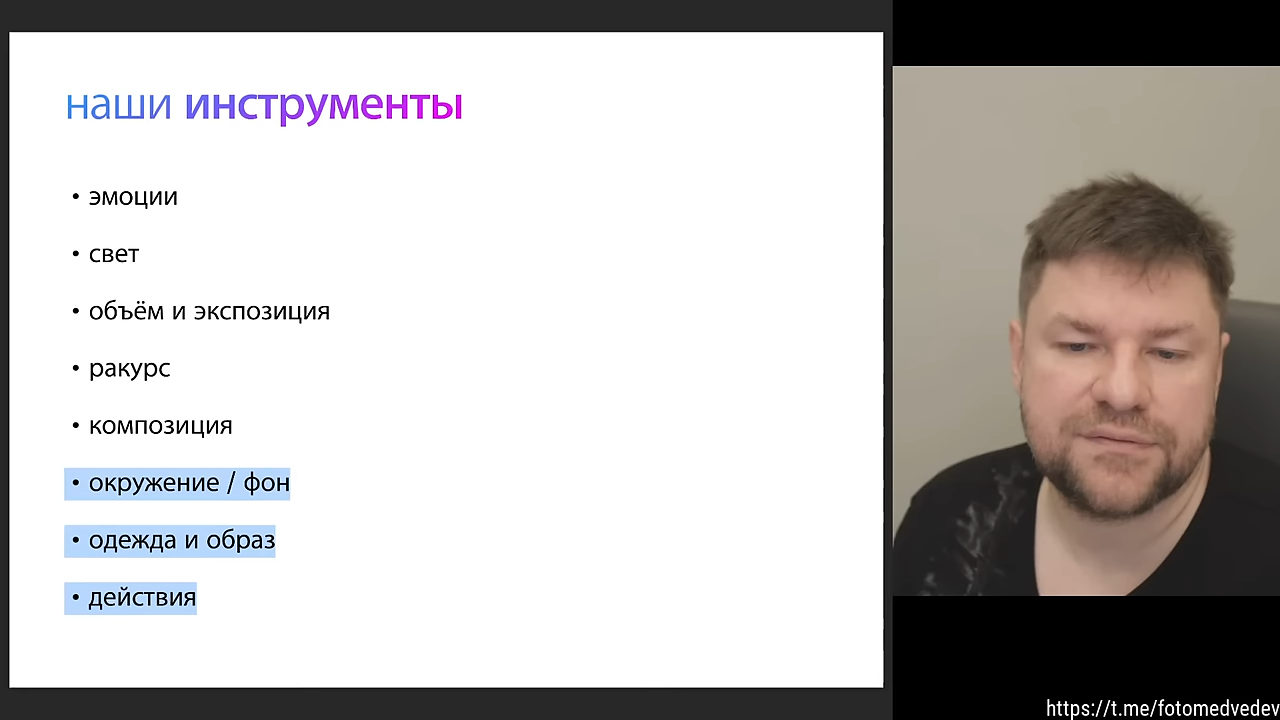 наши инструменты
• эмоции
• свет
• объём и экспозиция
• ракурс
• композиция
• окружение / фон
• одежда и образ
• действия
https://t.me/fotomedvedev